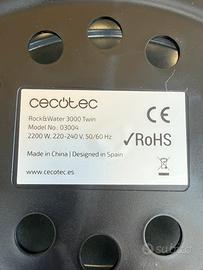 cecotec
Rock&Water 3000 Twin
Model No.: 03004
2200 W, 220-240 V, 50/60 Hz
CE
✓RoHS
Made in China | Designed in Spain
www.cecotec.es
subito